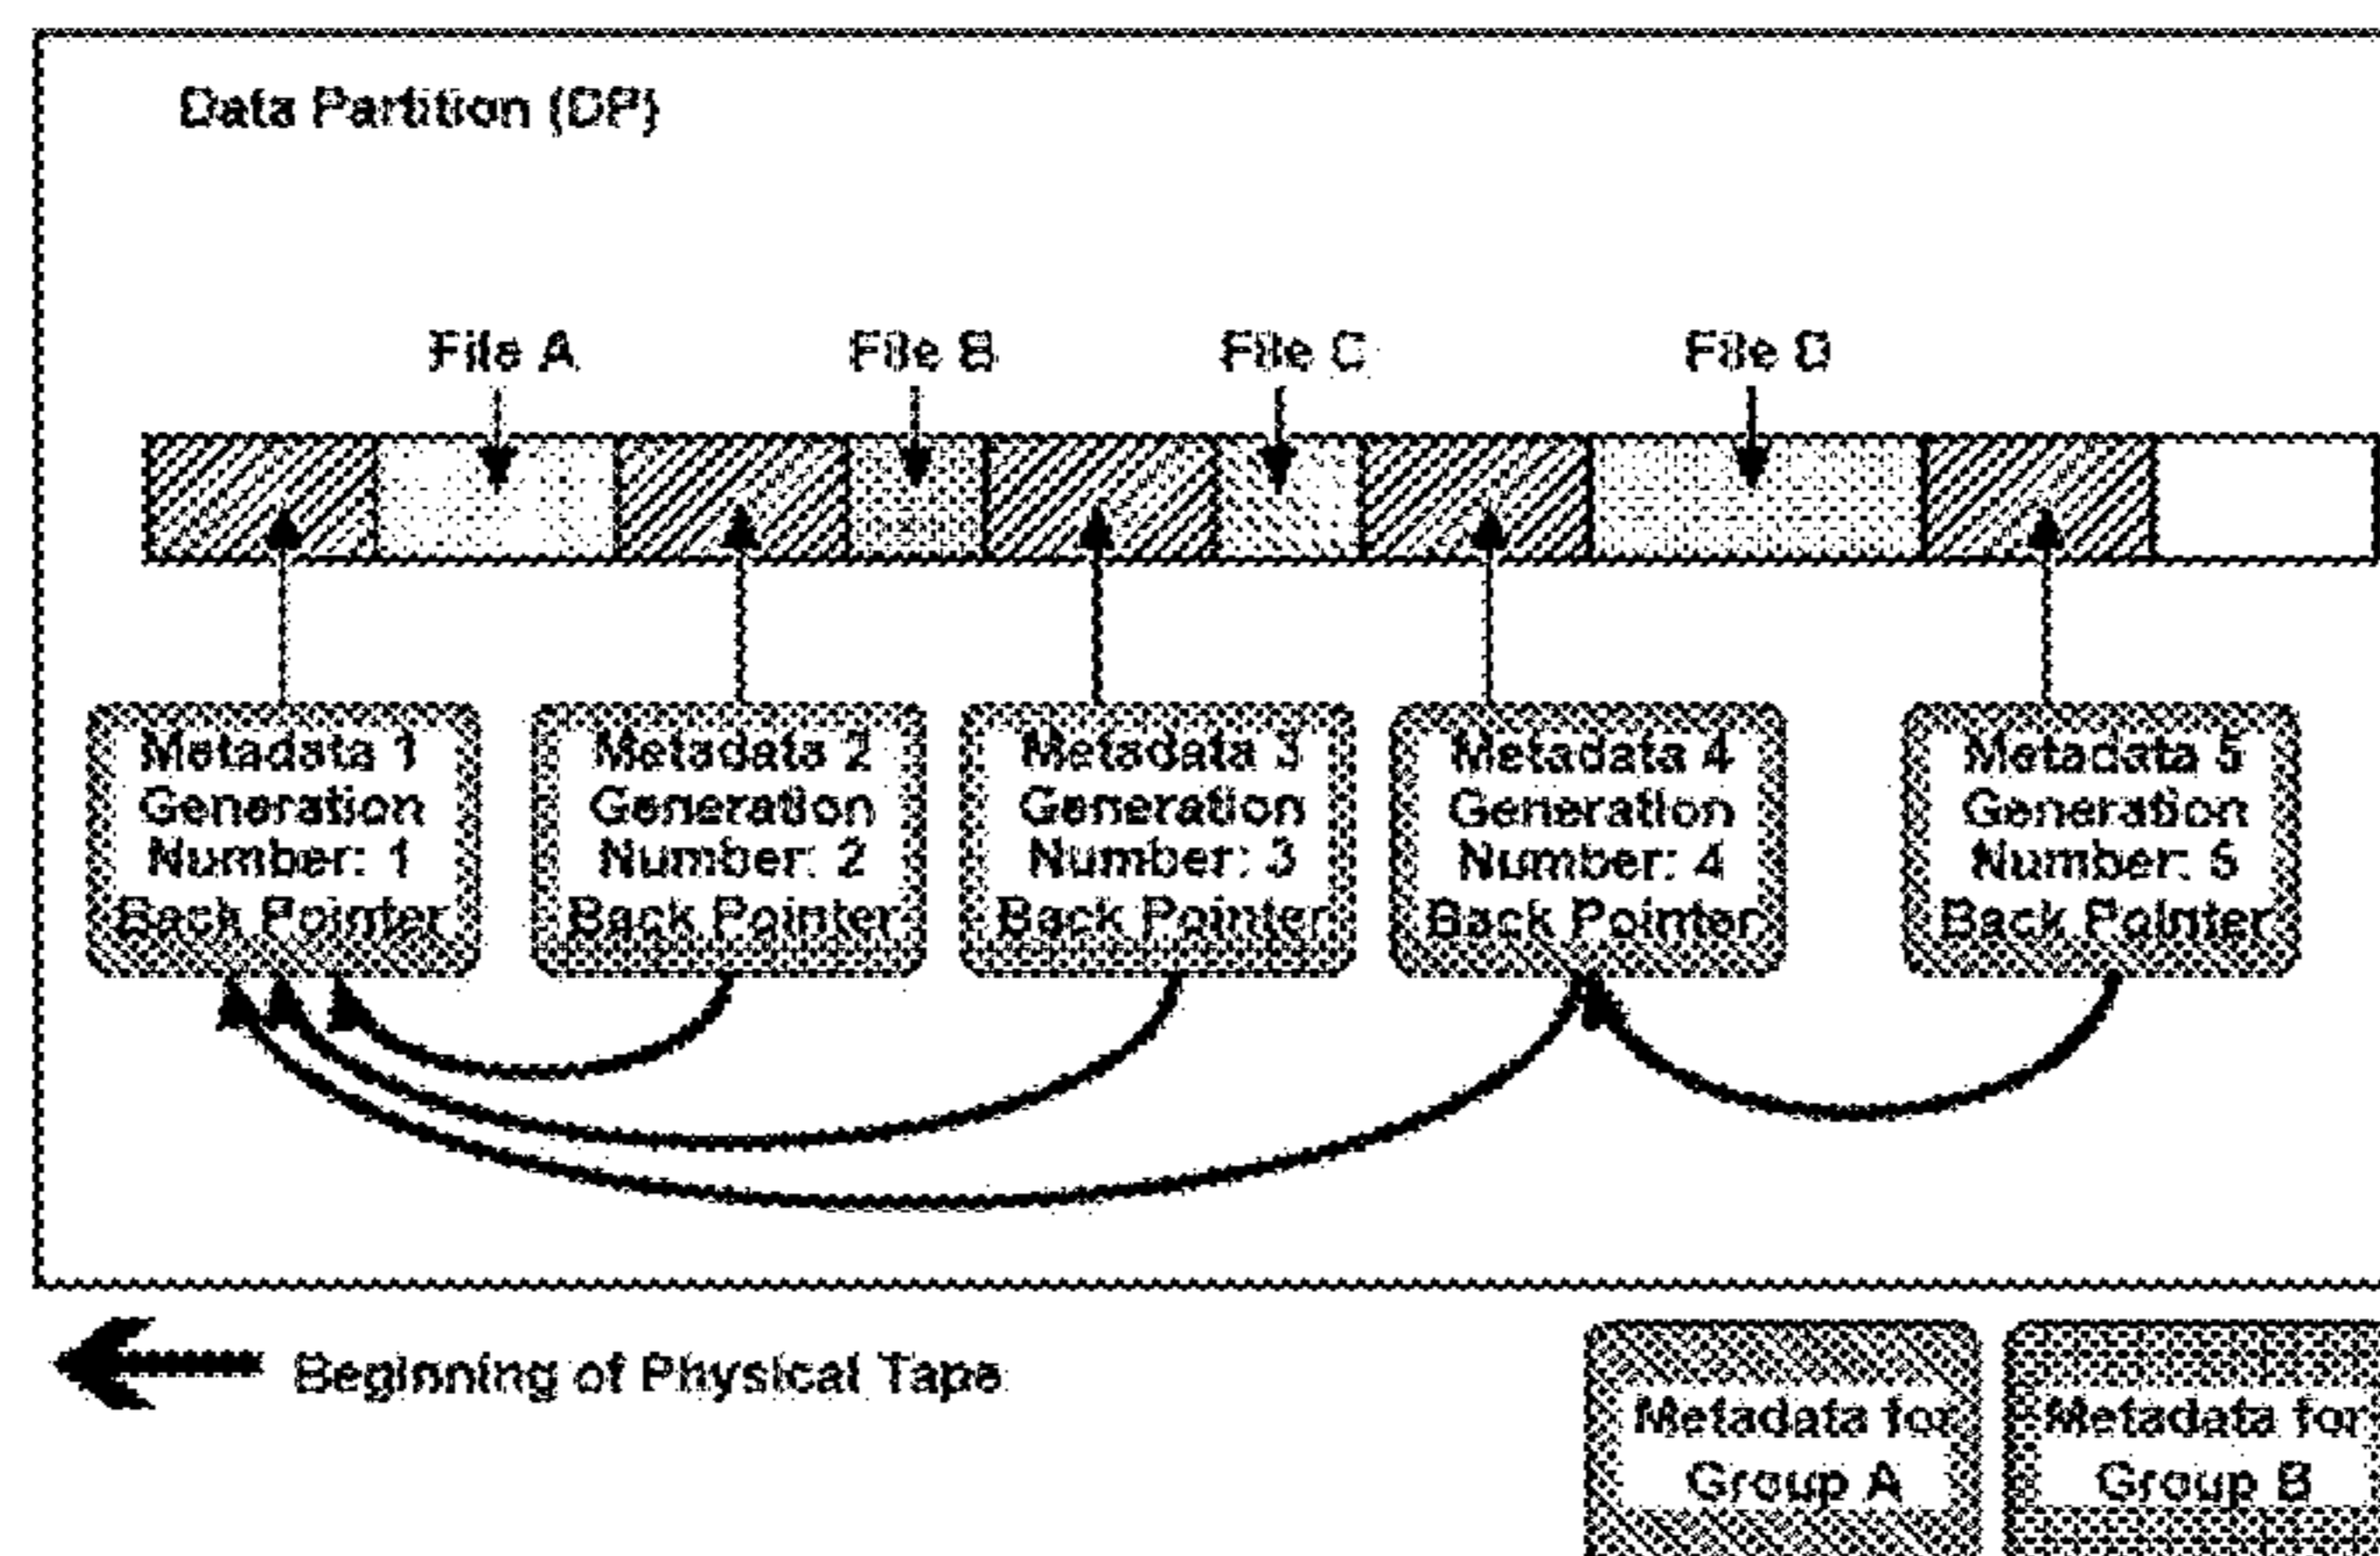 Data Partition (DP)
File A
File B
File C
File D
Metadata 1
Generation
Number: 1
Back Pointer
Metadata 2
Generation
Number: 2
Back Pointer
Metadata 3
Generation
Number: 3
Back Pointer
Metadata 4
Generation
Number: 4
Back Pointer
Metadata 5
Generation
Number: 5
Back Pointer
Beginning of Physical Tape
Metadata for
Group A
Metadata for
Group B